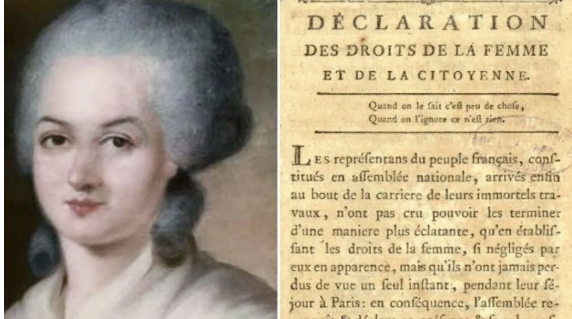 DÉCLARATION
DES DROITS DE LA FEMME
ET DE LA CITOYENNE.
Quand on le ſait c'eſt peu de choſe,
Quand on l'ignore ce n'eſt rien.
LES repréſentans du peuple français, conſ-
titués en aſſemblée nationale, arrivés enfin
au bout de la carriere de leurs immortels tra-
vaux, n'ont pas cru pouvoir les terminer
d'une maniere plus éclatante, qu'en établiſ-
ſant les droits de la femme, ſi négligés par
eux en apparence, mais qu'ils n'ont jamais per-
dus de vue un ſeul inſtant, pendant leur ſé-
jour à Paris: en conſéquence, l'aſſemblée re-